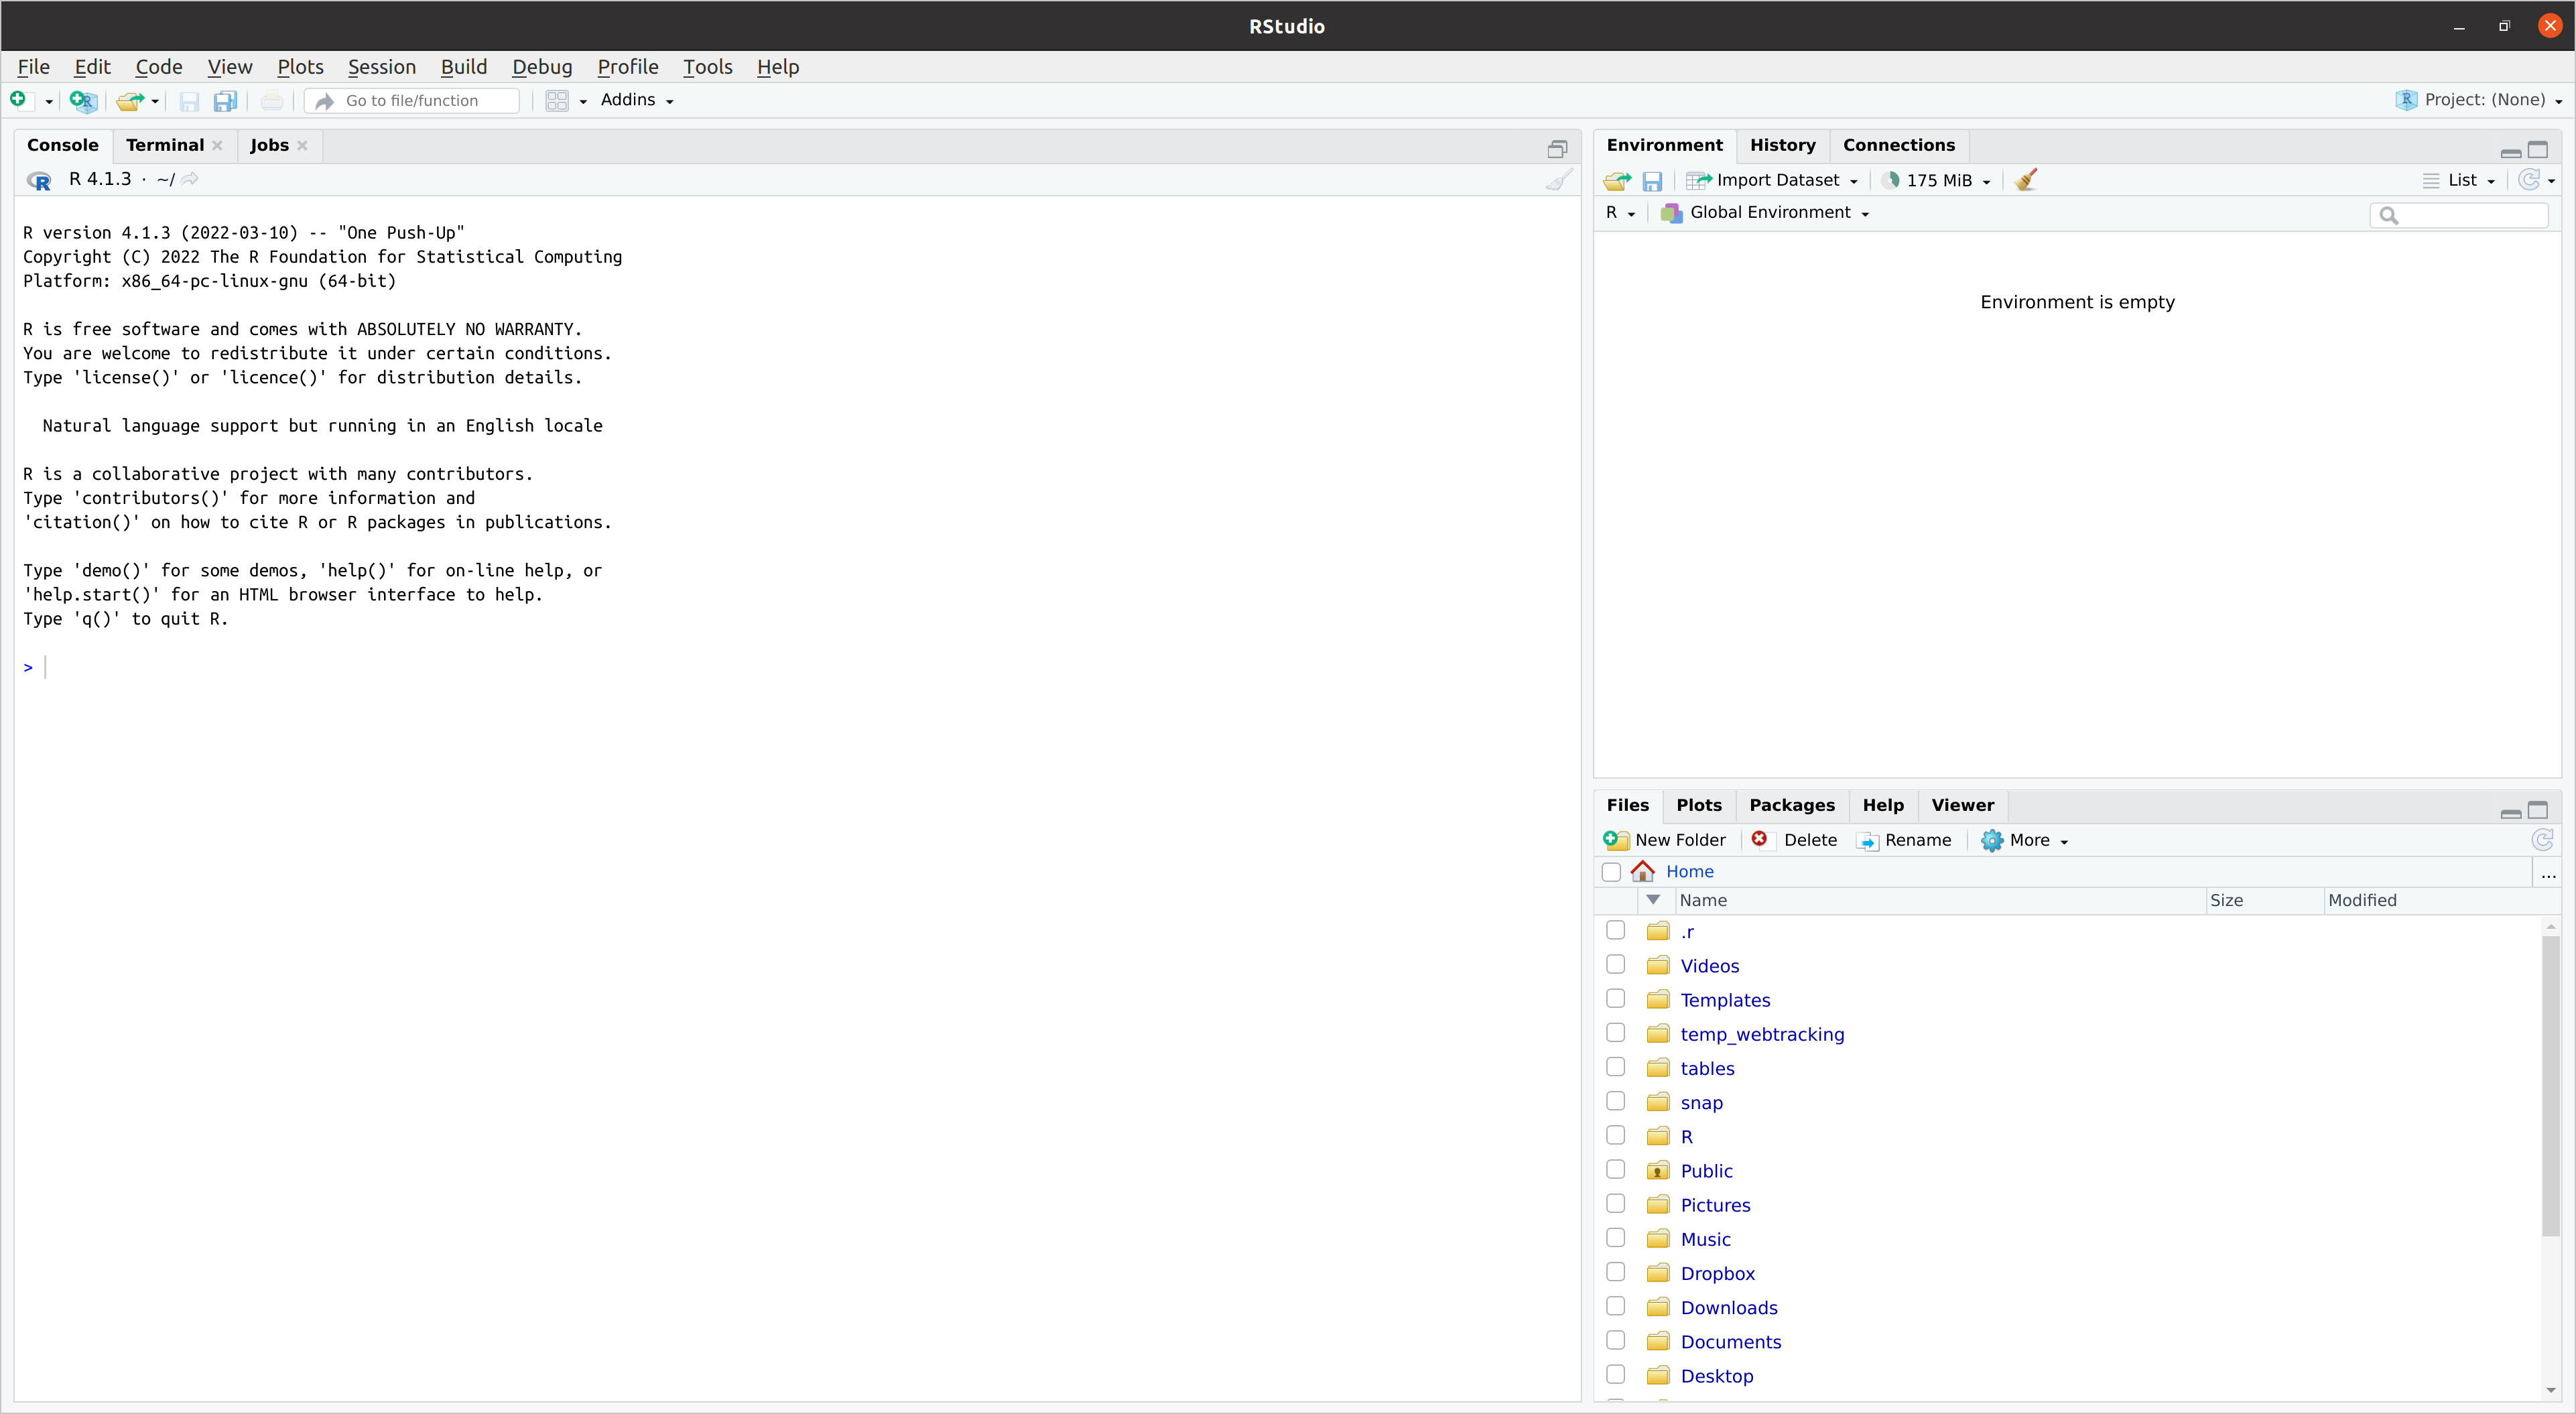 RStudio
File Edit Code View Plots Session Build Debug Profile Tools Help
Go to file/function Addins R Project: (None)
Console Terminal Jobs
R R 4.1.3 · ~/
R version 4.1.3 (2022-03-10) -- "One Push-Up"
Copyright (C) 2022 The R Foundation for Statistical Computing
Platform: x86_64-pc-linux-gnu (64-bit)
R is free software and comes with ABSOLUTELY NO WARRANTY.
You are welcome to redistribute it under certain conditions.
Type 'license()' or 'licence()' for distribution details.
Natural language support but running in an English locale
R is a collaborative project with many contributors.
Type 'contributors()' for more information and
'citation()' on how to cite R or R packages in publications.
Type 'demo()' for some demos, 'help()' for on-line help, or
'help.start()' for an HTML browser interface to help.
Type 'q()' to quit R.
>
Environment History Connections
Import Dataset 175 MiB List
R Global Environment
Environment is empty
Files Plots Packages Help Viewer
New Folder Delete Rename More
Home ...
Name Size Modified
.r
Videos
Templates
temp_webtracking
tables
snap
R
Public
Pictures
Music
Dropbox
Downloads
Documents
Desktop